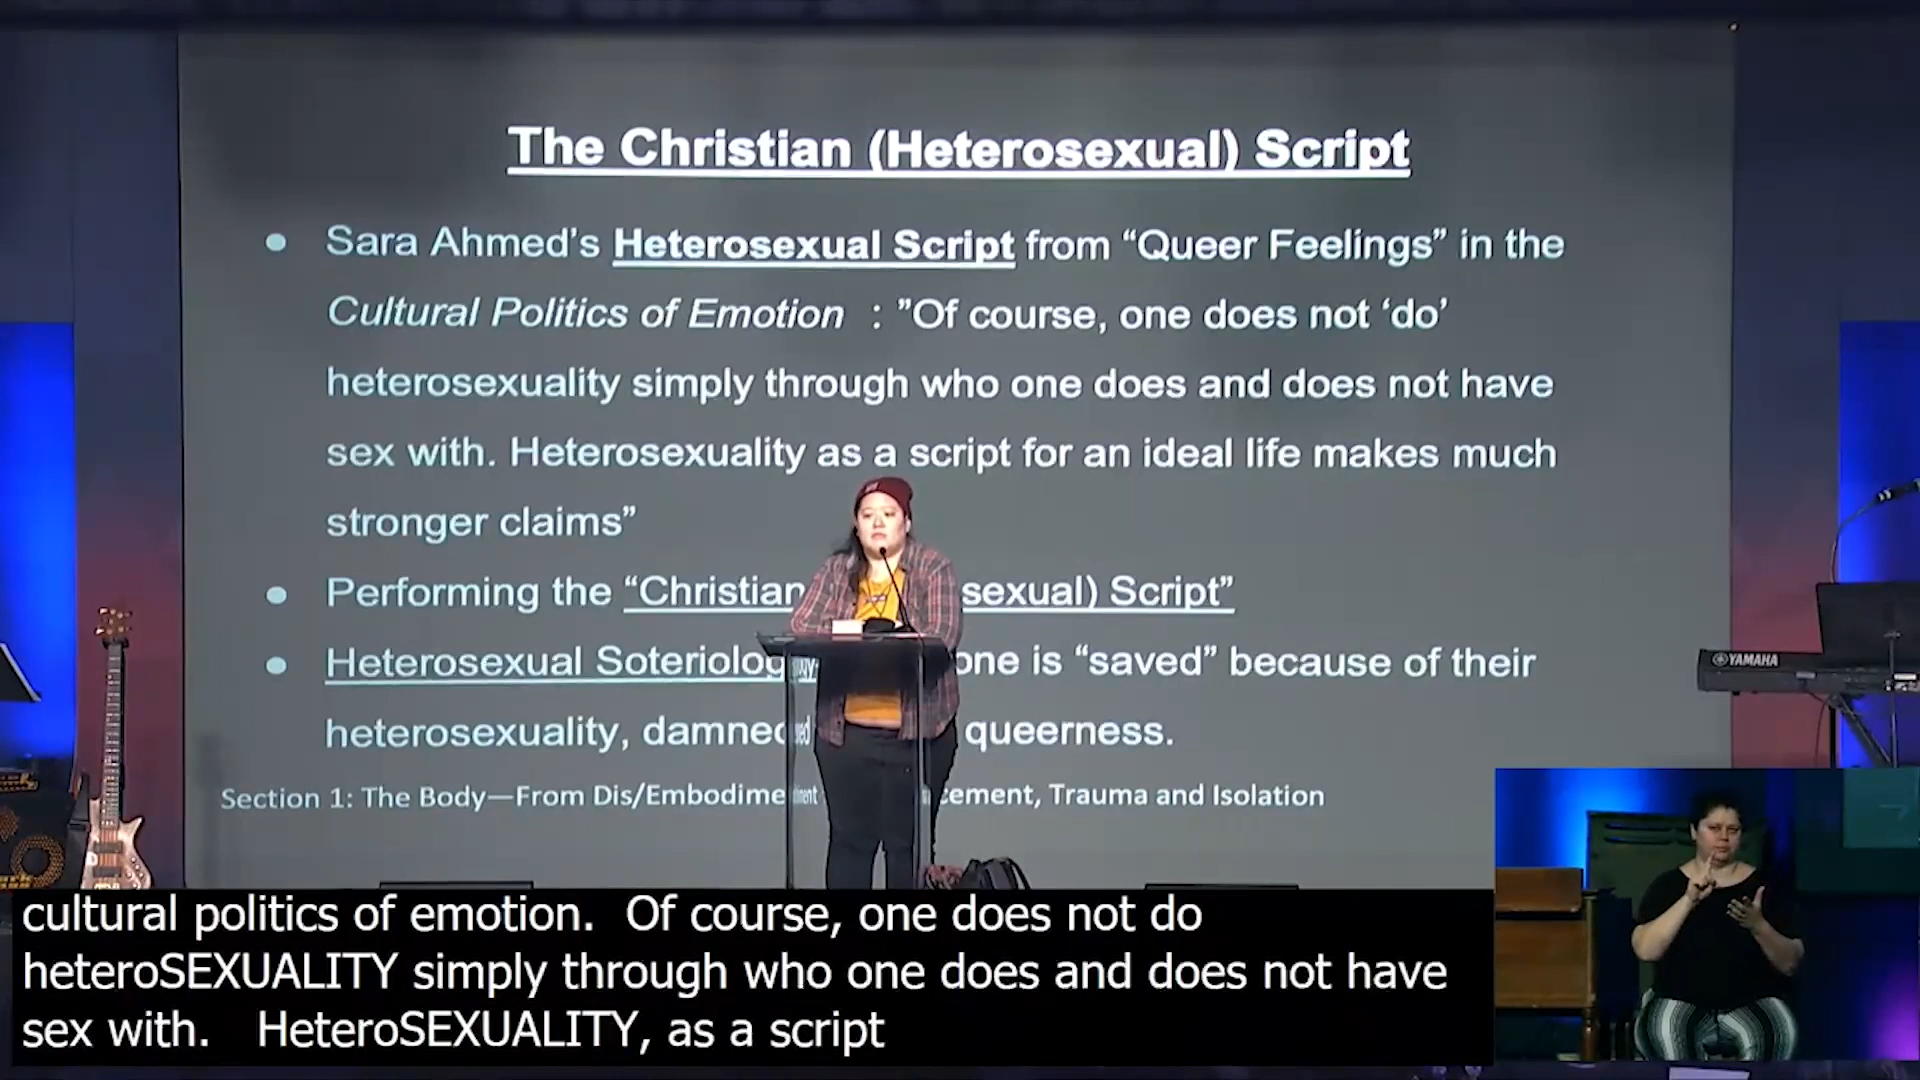 The Christian (Heterosexual) Script
● Sara Ahmed’s Heterosexual Script from “Queer Feelings” in the
Cultural Politics of Emotion : ”Of course, one does not ‘do’
heterosexuality simply through who one does and does not have
sex with. Heterosexuality as a script for an ideal life makes much
stronger claims”
● Performing the “Christian sexual) Script”
● Heterosexual Soteriology- one is “saved” because of their
heterosexuality, damned queerness.
Section 1: The Body—From Dis/Embodiment cement, Trauma and Isolation
YAMAHA
cultural politics of emotion. Of course, one does not do
heteroSEXUALITY simply through who one does and does not have
sex with. HeteroSEXUALITY, as a script